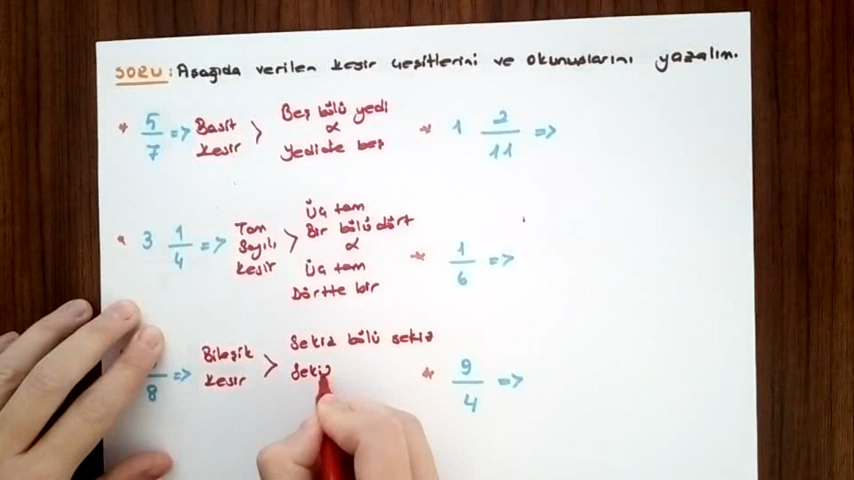 SORU: Aşağıda verilen kesir çeşitlerini ve okunuşlarını yazalım.
* 5/7 => Basit kesir > Beş bölü yedi
∝
yedide beş
* 1 2/11 =>
* 3 1/4 => Tam Sayılı kesir > Üç tam
Bir bölü dört
∝
Üç tam
Dörtte bir
* 1/6 =>
8 => Bileşik kesir > Sekiz bölü sekiz
Sekiz
* 9/4 =>